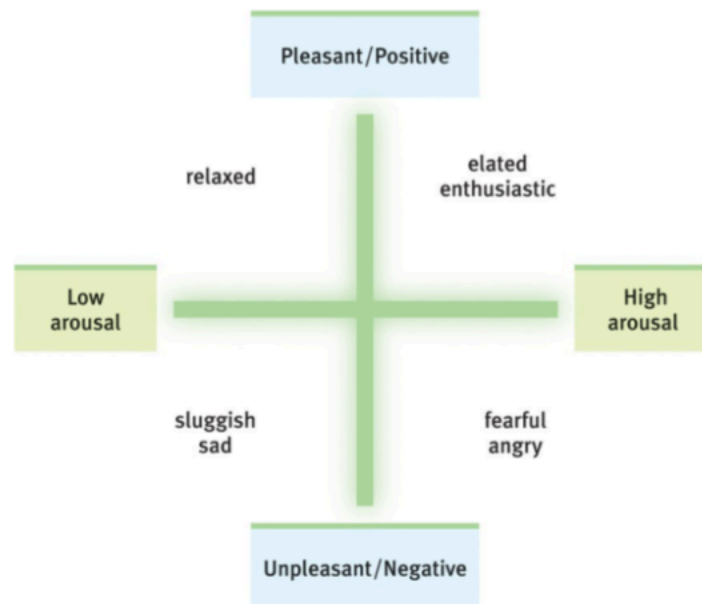 Pleasant/Positive
relaxed
elated
enthusiastic
Low
arousal
High
arousal
sluggish
sad
fearful
angry
Unpleasant/Negative